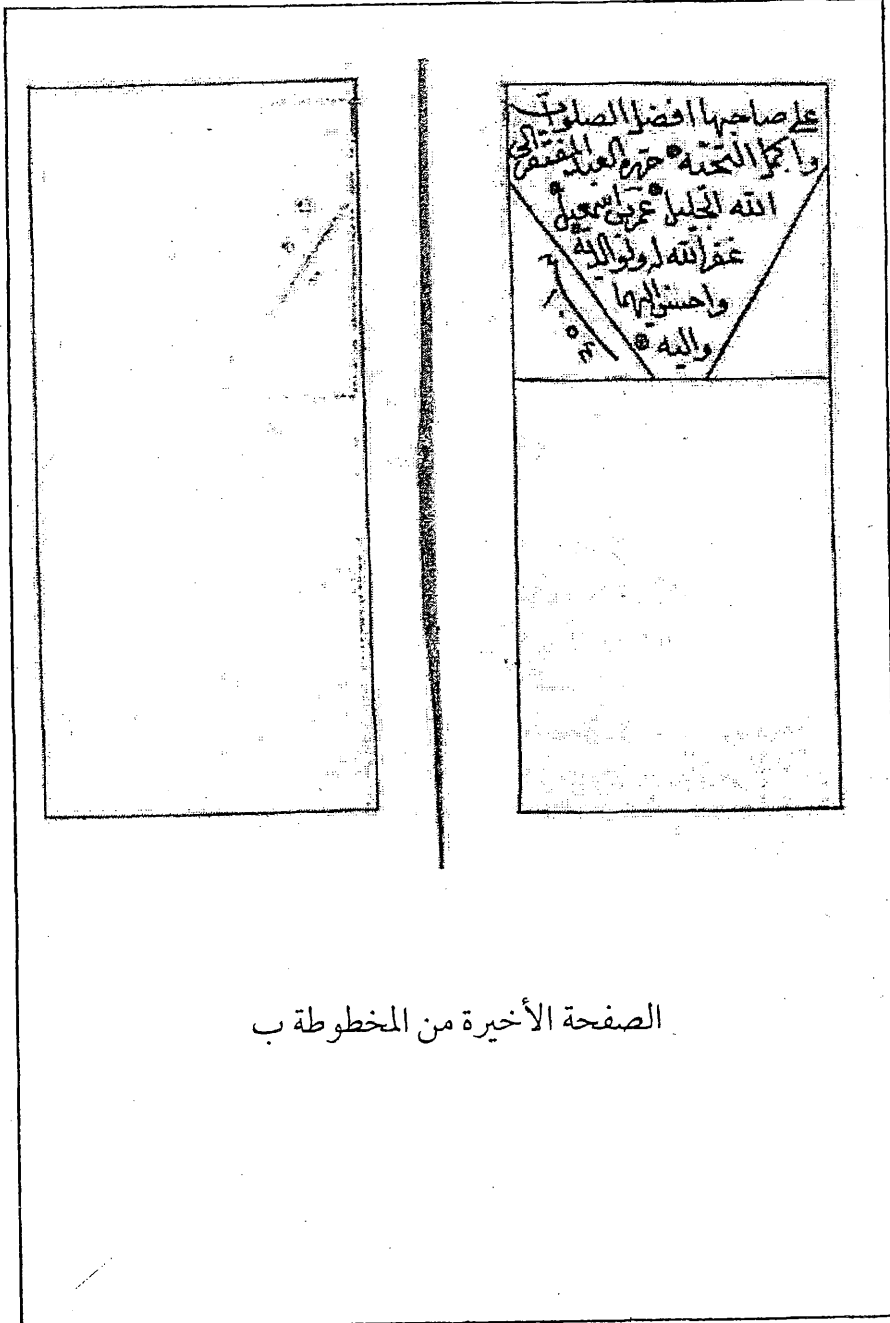 على صاحبها افضل الصلوات
واكمل التحيه حرره العبد المفتقر الى
الله الجليل عمر بن اسمعيل
غفر الله له ولوالديه
واحسن اليهما
واليه
الصفحة الأخيرة من المخطوطة ب